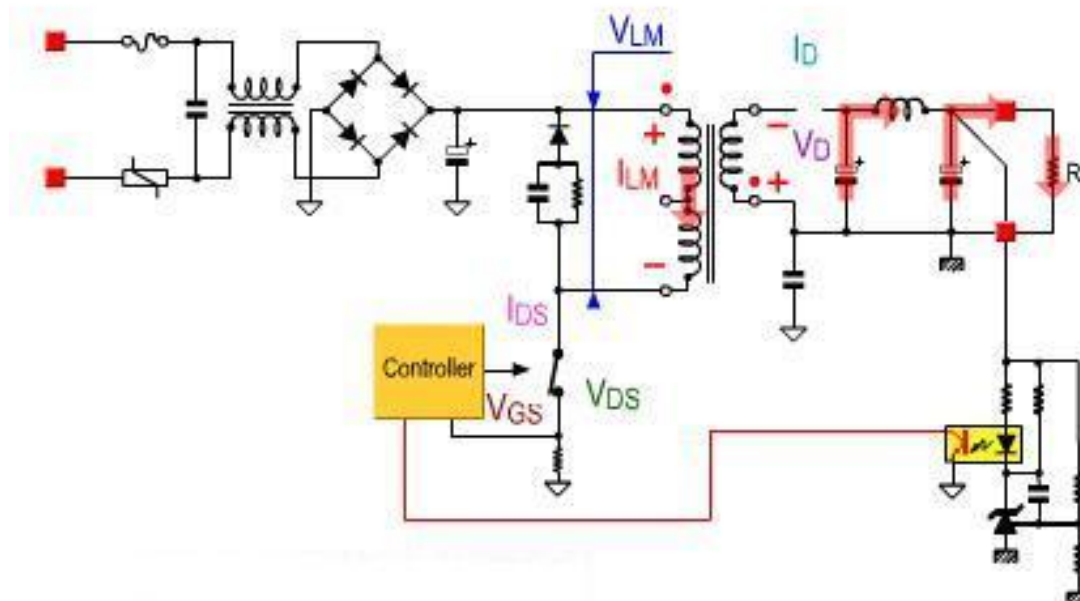 VLM
ID
VD
ILM
R
IDS
Controller
VGS
VDS